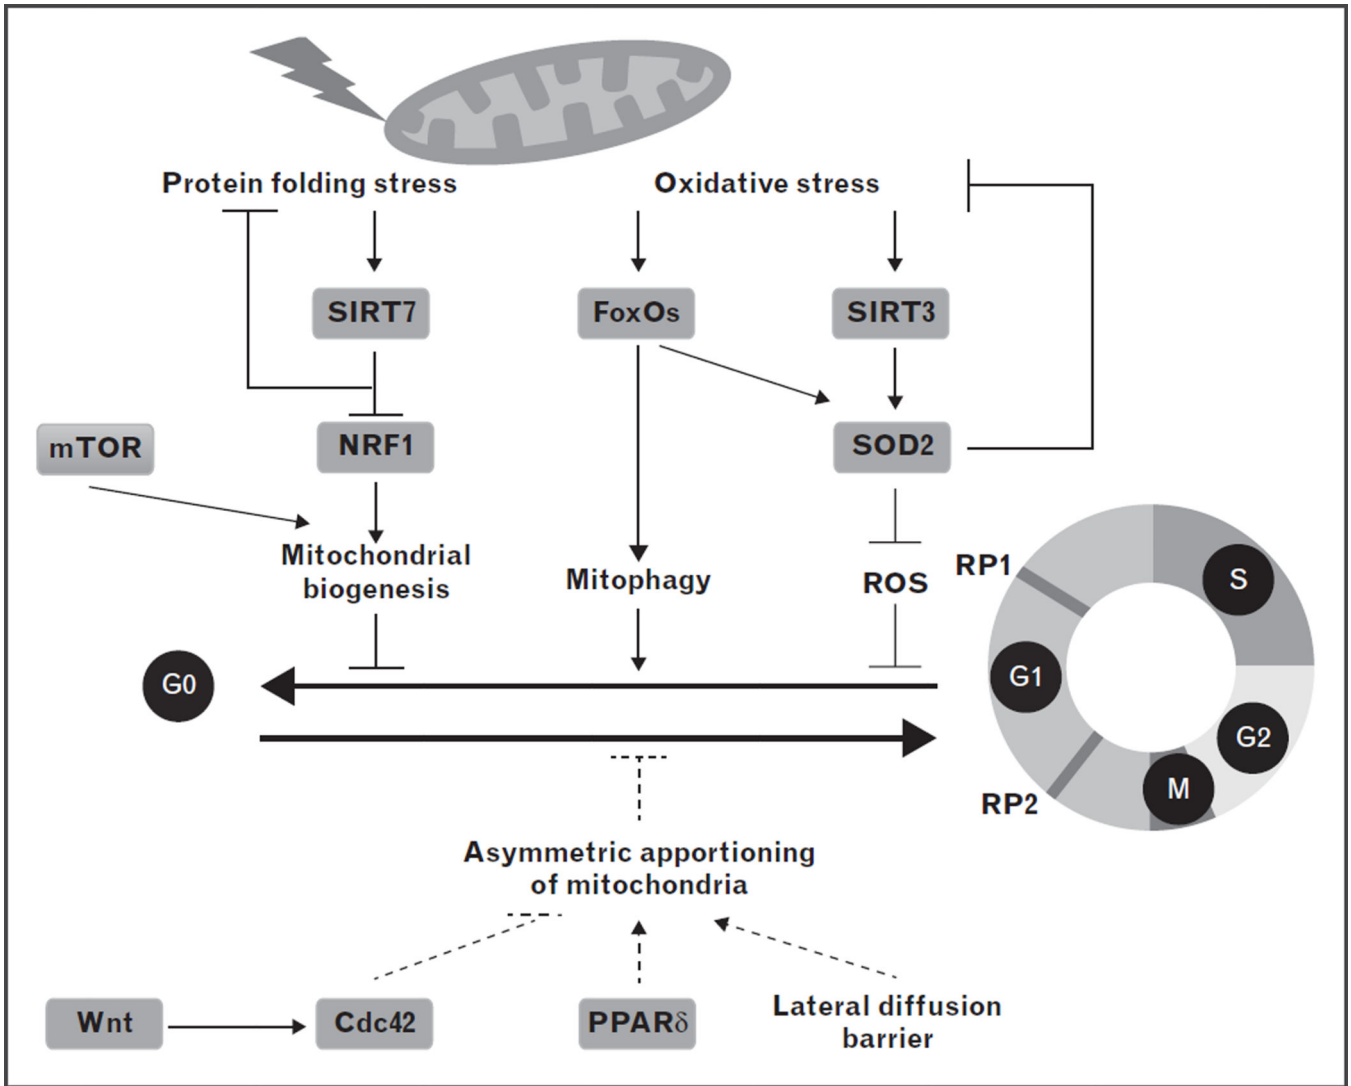 Protein folding stress
Oxidative stress
SIRT7
FoxOs
SIRT3
mTOR
NRF1
SOD2
Mitochondrial
biogenesis
Mitophagy
ROS
RP1
S
G0
G1
G2
M
RP2
Asymmetric apportioning
of mitochondria
Wnt
Cdc42
PPARδ
Lateral diffusion
barrier